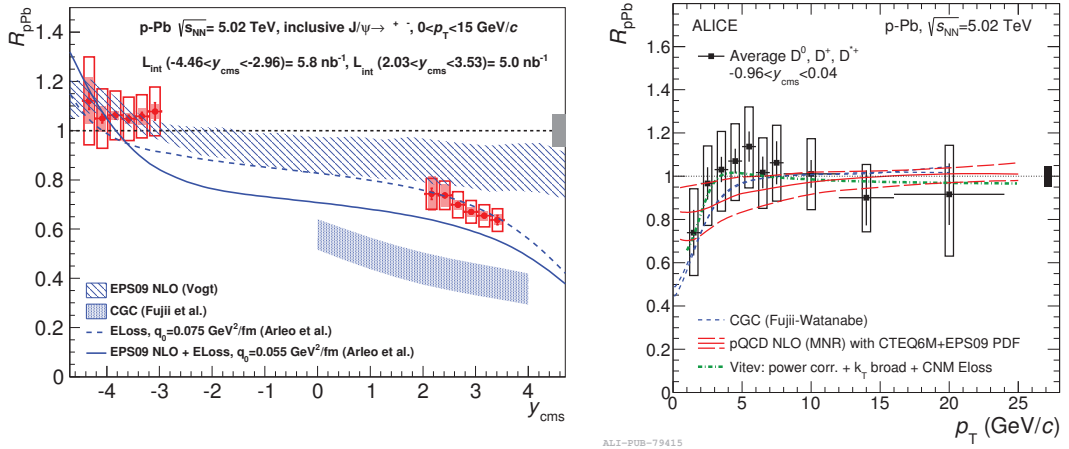 R_pPb
p-Pb √s_NN= 5.02 TeV, inclusive J/ψ→ + -, 0<p_T<15 GeV/c
L_int (-4.46<y_cms<-2.96)= 5.8 nb⁻¹, L_int (2.03<y_cms<3.53)= 5.0 nb⁻¹
1.4
1.2
1
0.8
0.6
0.4
0.2
0
EPS09 NLO (Vogt)
CGC (Fujii et al.)
ELoss, q_0=0.075 GeV²/fm (Arleo et al.)
EPS09 NLO + ELoss, q_0=0.055 GeV²/fm (Arleo et al.)
-4 -3 -2 -1 0 1 2 3 4
y_cms
R_pPb
ALICE p-Pb, √s_NN=5.02 TeV
Average D⁰, D⁺, D*⁺
-0.96<y_cms<0.04
1.6
1.4
1.2
1
0.8
0.6
0.4
0.2
0
CGC (Fujii-Watanabe)
pQCD NLO (MNR) with CTEQ6M+EPS09 PDF
Vitev: power corr. + k_T broad + CNM Eloss
0 5 10 15 20 25
p_T (GeV/c)
ALI-PUB-79415